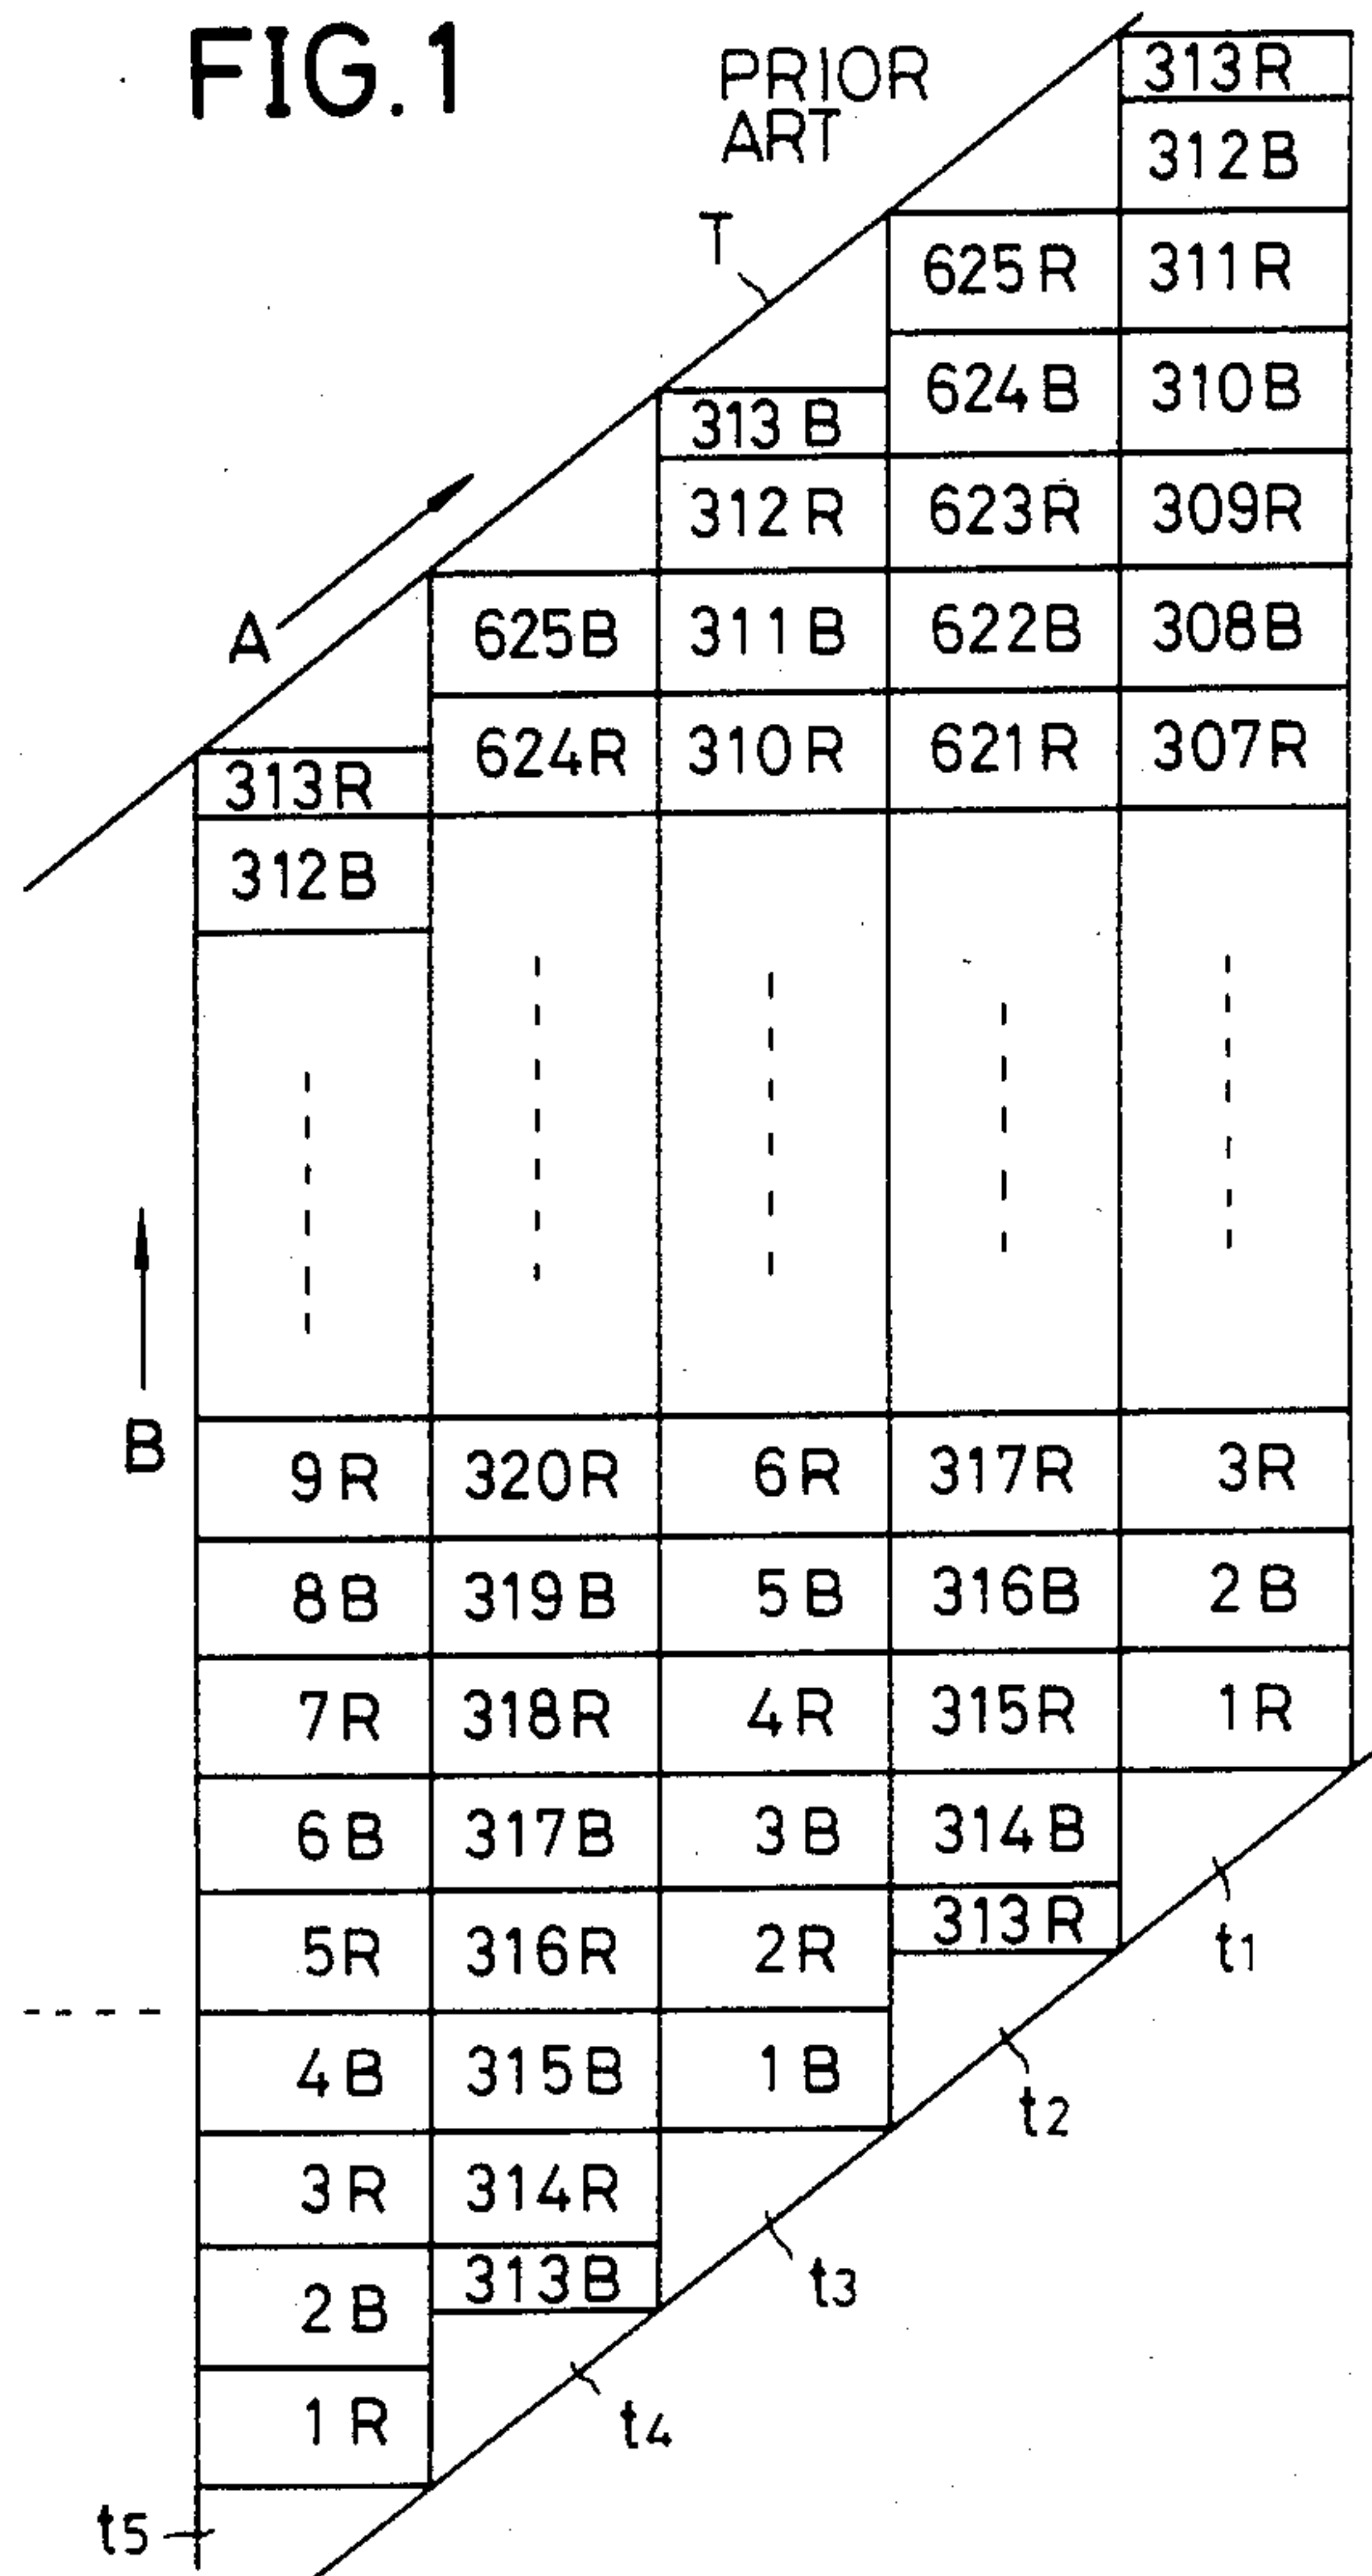 FIG.1
PRIOR
ART
T
A
B
313R
312B
625R 311R
624B 310B
313B
312R 623R 309R
625B 311B 622B 308B
624R 310R 621R 307R
313R
312B
9R 320R 6R 317R 3R
8B 319B 5B 316B 2B
7R 318R 4R 315R 1R
6B 317B 3B 314B
313R
5R 316R 2R
4B 315B 1B
3R 314R
313B
2B
1R
t1
t2
t3
t4
t5